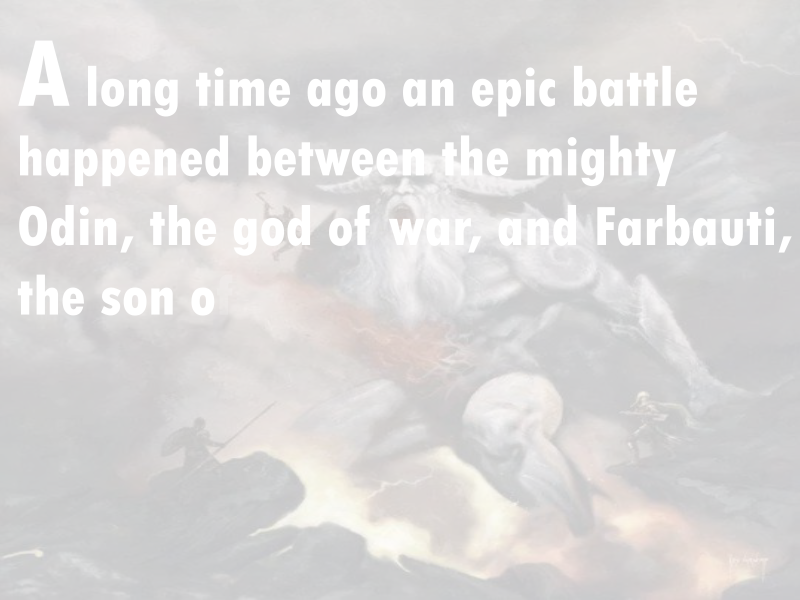 A long time ago an epic battle
happened between the mighty
Odin, the god of war, and Farbauti,
the son o